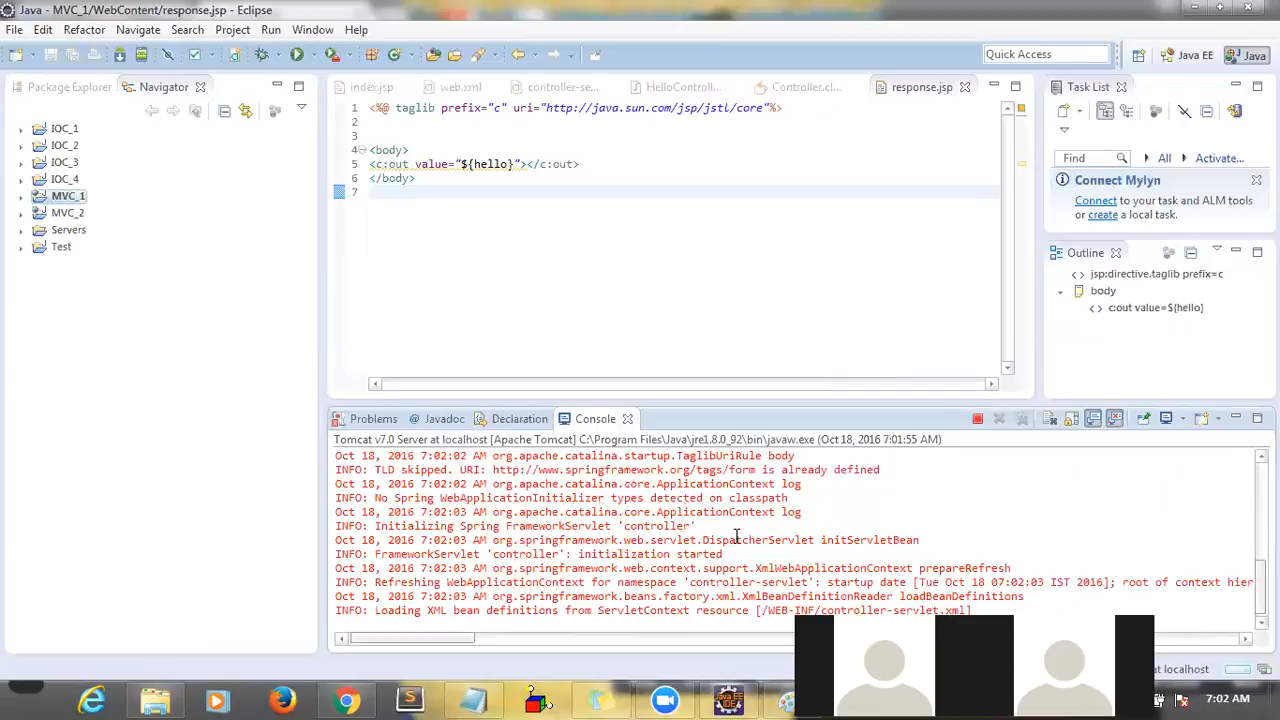 Java - MVC_1/WebContent/response.jsp - Eclipse
File Edit Refactor Navigate Search Project Run Window Help
Quick Access
Java EE
Java
Package Explorer
Navigator
IOC_1
IOC_2
IOC_3
IOC_4
MVC_1
MVC_2
Servers
Test
dex.jsp
web.xml
controller-se...
HelloControll...
Controller.cl...
response.jsp
1 <%@ taglib prefix="c" uri="http://java.sun.com/jsp/jstl/core"%>
2
3
4 <body>
5 <c:out value="${hello}"></c:out>
6 </body>
7
Task List
Find
All
Activate...
Connect Mylyn
Connect to your task and ALM tools
or create a local task.
Outline
jsp:directive.taglib prefix=c
body
c:out value=${hello}
Problems
@ Javadoc
Declaration
Console
Tomcat v7.0 Server at localhost [Apache Tomcat] C:\Program Files\Java\jre1.8.0_92\bin\javaw.exe (Oct 18, 2016 7:01:55 AM)
Oct 18, 2016 7:02:02 AM org.apache.catalina.startup.TaglibUriRule body
INFO: TLD skipped. URI: http://www.springframework.org/tags/form is already defined
Oct 18, 2016 7:02:02 AM org.apache.catalina.core.ApplicationContext log
INFO: No Spring WebApplicationInitializer types detected on classpath
Oct 18, 2016 7:02:03 AM org.apache.catalina.core.ApplicationContext log
INFO: Initializing Spring FrameworkServlet 'controller'
Oct 18, 2016 7:02:03 AM org.springframework.web.servlet.DispatcherServlet initServletBean
INFO: FrameworkServlet 'controller': initialization started
Oct 18, 2016 7:02:03 AM org.springframework.web.context.support.XmlWebApplicationContext prepareRefresh
INFO: Refreshing WebApplicationContext for namespace 'controller-servlet': startup date [Tue Oct 18 07:02:03 IST 2016]; root of context hier
Oct 18, 2016 7:02:03 AM org.springframework.beans.factory.xml.XmlBeanDefinitionReader loadBeanDefinitions
INFO: Loading XML bean definitions from ServletContext resource [/WEB-INF/controller-servlet.xml]
at localhost
7:02 AM